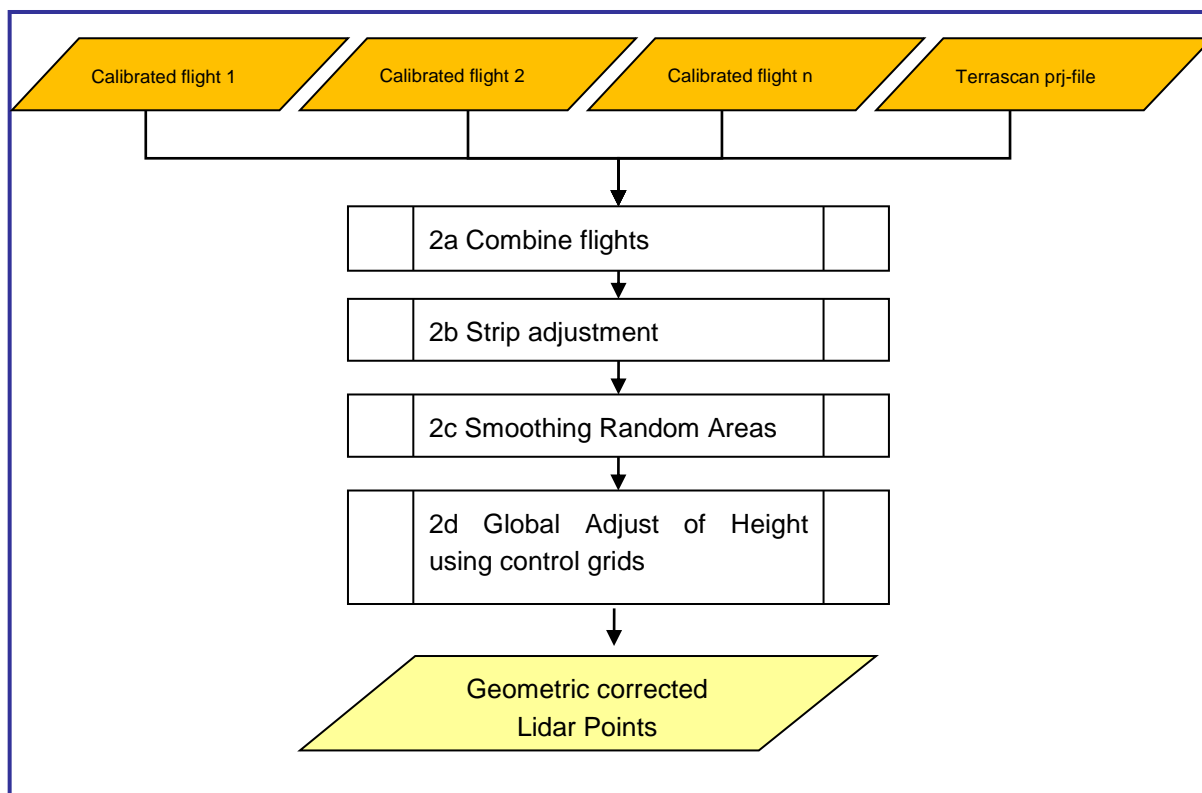 Calibrated flight 1
Calibrated flight 2
Calibrated flight n
Terrascan prj-file
2a Combine flights
2b Strip adjustment
2c Smoothing Random Areas
2d Global Adjust of Height
using control grids
Geometric corrected
Lidar Points